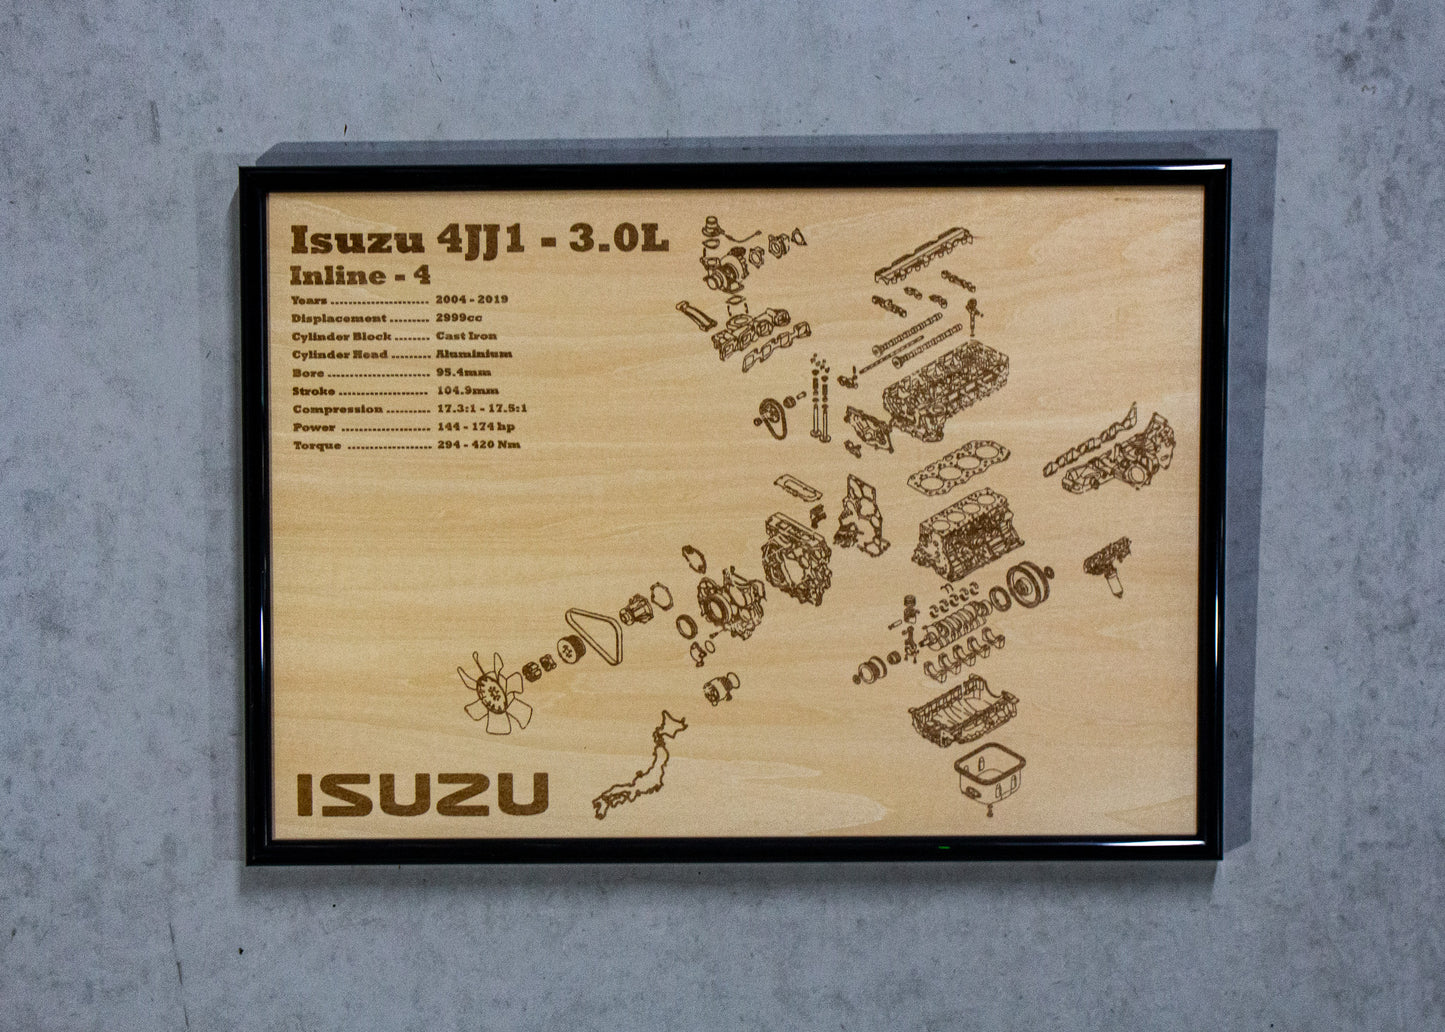 Isuzu 4JJ1 - 3.0L
Inline - 4
Years ........................ 2004 - 2019
Displacement .......... 2999cc
Cylinder Block ......... Cast Iron
Cylinder Head .......... Aluminium
Bore ......................... 95.4mm
Stroke ...................... 104.9mm
Compression ........... 17.3:1 - 17.5:1
Power ...................... 144 - 174 hp
Torque ..................... 294 - 420 Nm
ISUZU